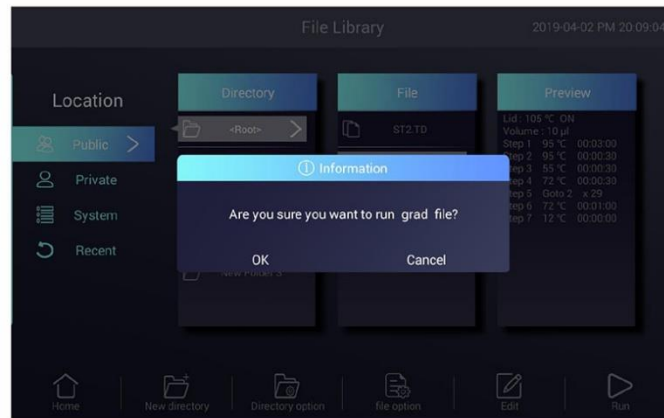 File Library
2019-04-02 PM 20:09:04
Location
Public
Private
System
Recent
Directory
<Root>
New Folder 3
File
ST2.TD
Preview
Lid : 105 ℃ ON
Volume : 10 µl
Step 1 95 ℃ 00:03:00
Step 2 95 ℃ 00:00:30
Step 3 55 ℃ 00:00:30
Step 4 72 ℃ 00:00:30
Step 5 Goto 2 x 29
Step 6 72 ℃ 00:01:00
Step 7 12 ℃ 00:00:00
Information
Are you sure you want to run grad file?
OK
Cancel
Home
New directory
Directory option
file option
Edit
Run